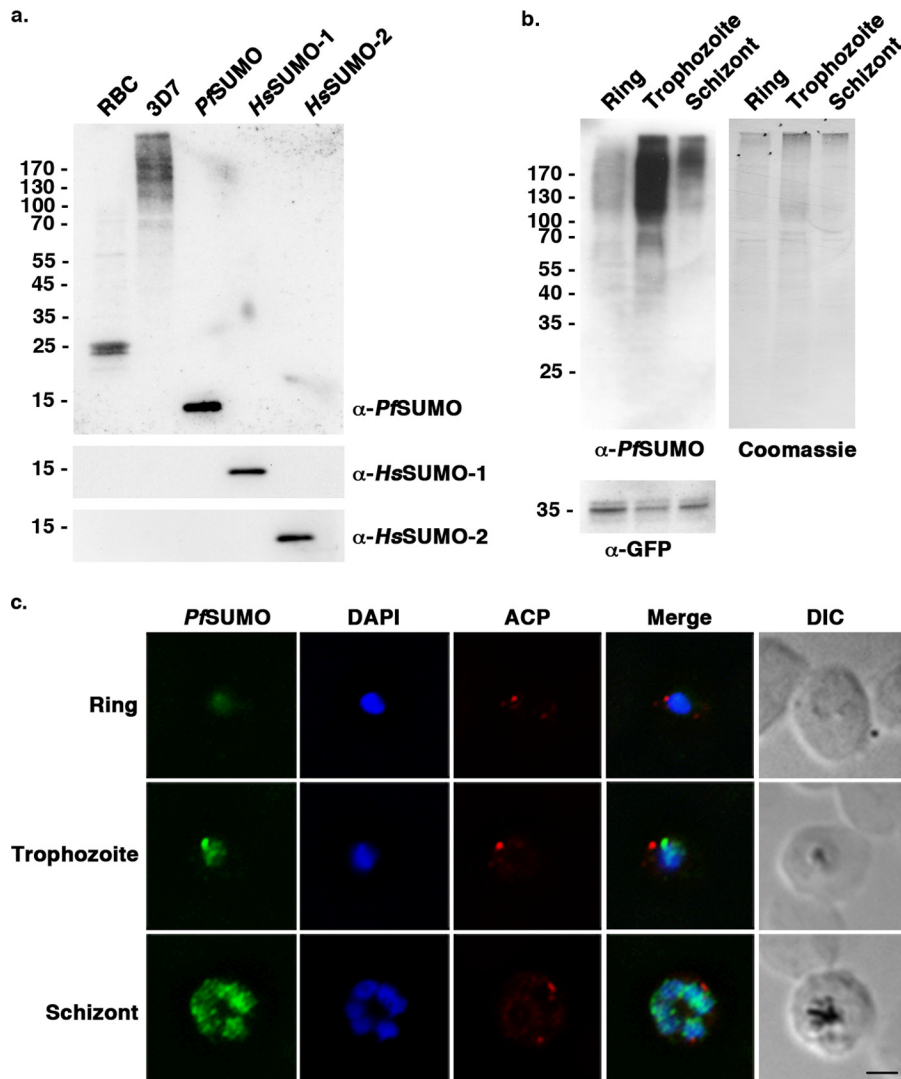 a.
RBC
3D7
PfSUMO
HsSUMO-1
HsSUMO-2
170 -
130 -
100 -
70 -
55 -
45 -
35 -
25 -
15 -
α-PfSUMO
15 -
α-HsSUMO-1
15 -
α-HsSUMO-2
b.
Ring
Trophozoite
Schizont
Ring
Trophozoite
Schizont
170 -
130 -
100 -
70 -
55 -
40 -
35 -
25 -
α-PfSUMO
Coomassie
35 -
α-GFP
c.
PfSUMO DAPI ACP Merge DIC
Ring
Trophozoite
Schizont